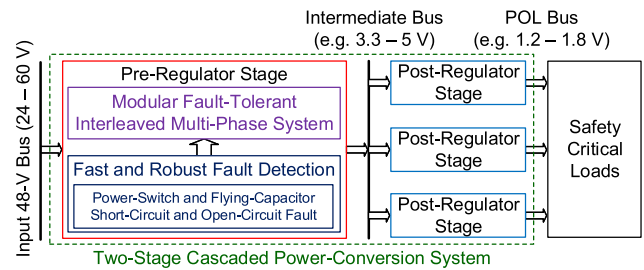 Intermediate Bus
(e.g. 3.3 – 5 V)
POL Bus
(e.g. 1.2 – 1.8 V)
Input 48-V Bus (24 – 60 V)
Pre-Regulator Stage
Modular Fault-Tolerant
Interleaved Multi-Phase System
Fast and Robust Fault Detection
Power-Switch and Flying-Capacitor
Short-Circuit and Open-Circuit Fault
Post-Regulator
Stage
Post-Regulator
Stage
Post-Regulator
Stage
Safety
Critical
Loads
Two-Stage Cascaded Power-Conversion System